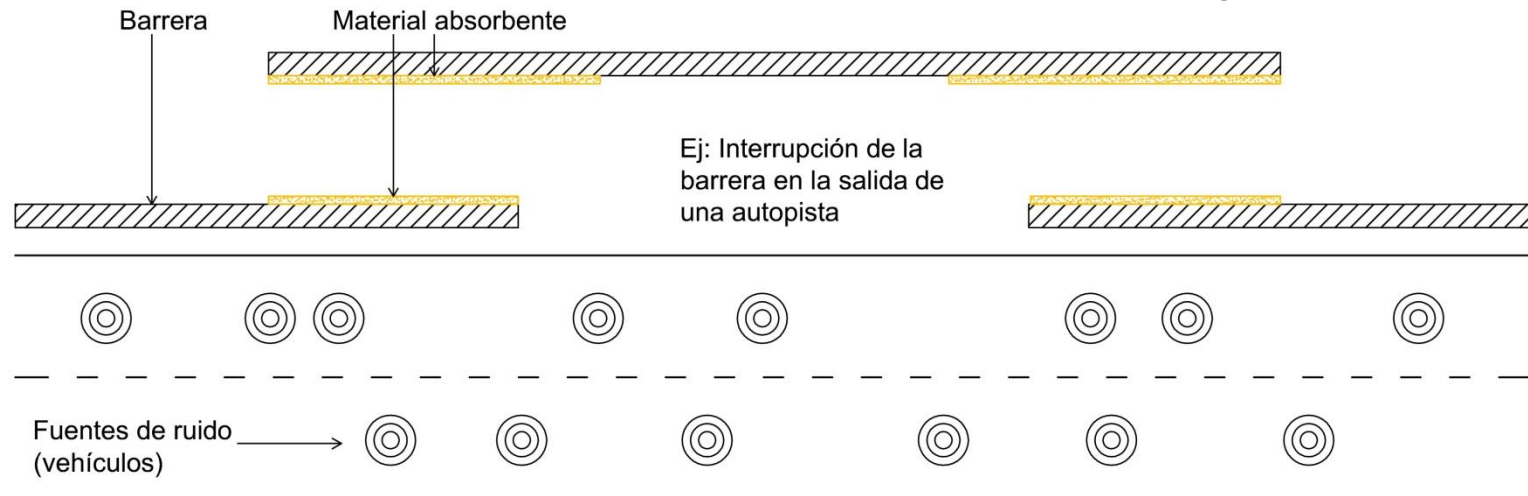 Barrera
Material absorbente
Ej: Interrupción de la
barrera en la salida de
una autopista
Fuentes de ruido
(vehículos)